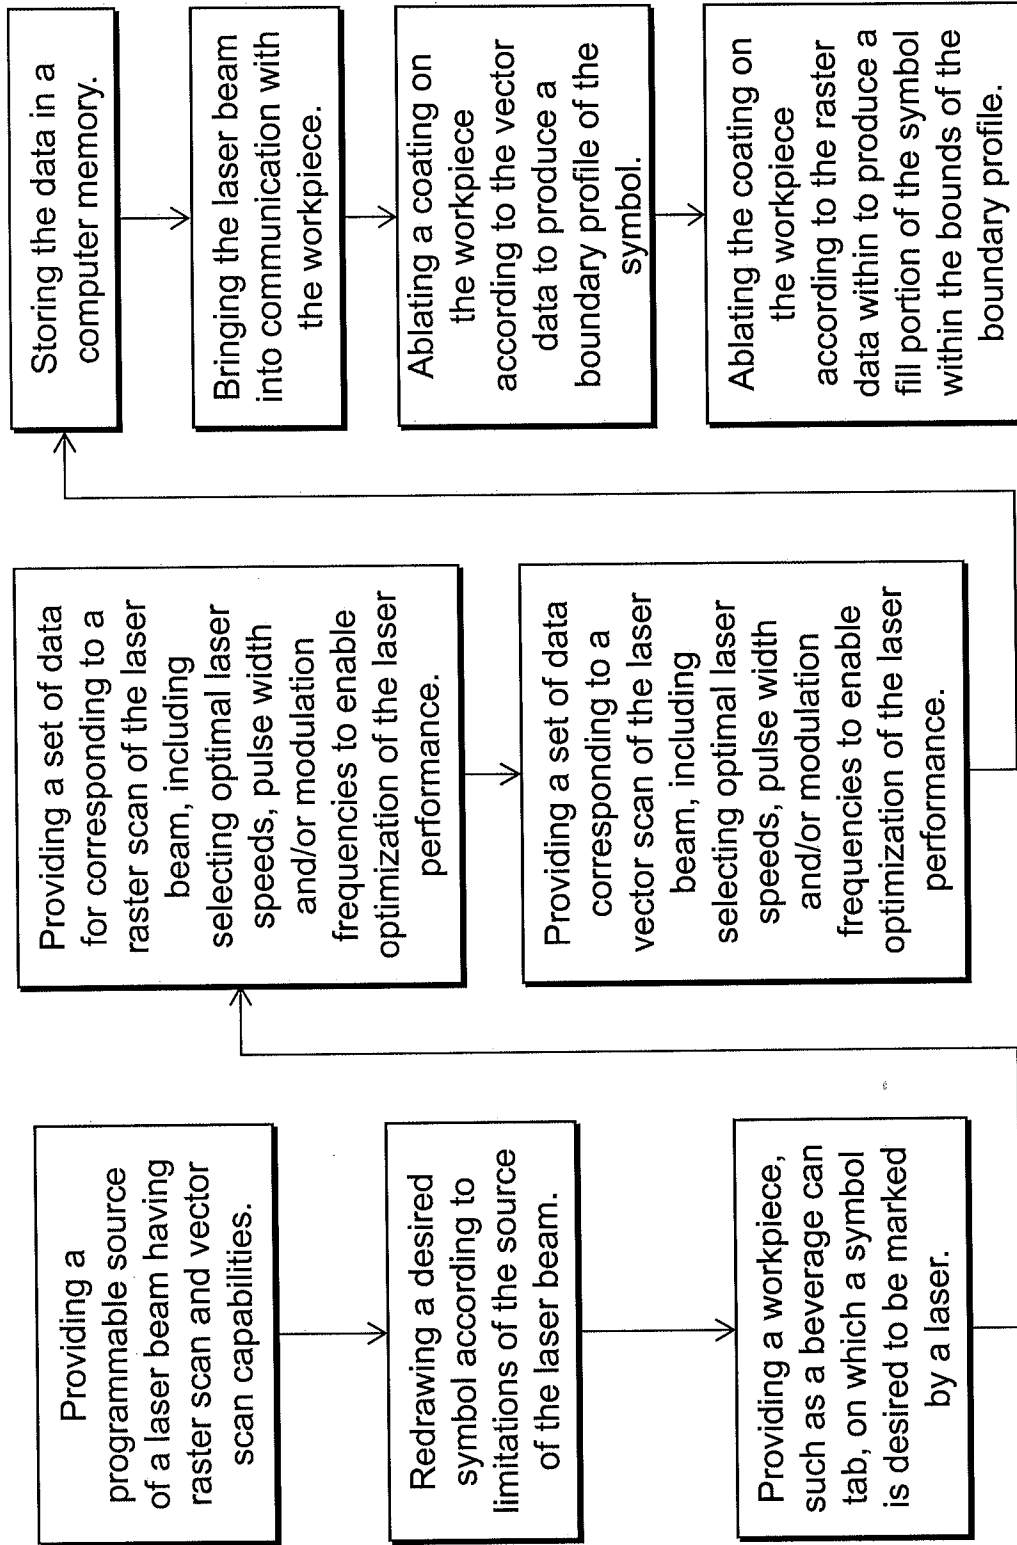 Providing a
programmable source
of a laser beam having
raster scan and vector
scan capabilities.
Redrawing a desired
symbol according to
limitations of the source
of the laser beam.
Providing a workpiece,
such as a beverage can
tab, on which a symbol
is desired to be marked
by a laser.
Providing a set of data
for corresponding to a
raster scan of the laser
beam, including
selecting optimal laser
speeds, pulse width
and/or modulation
frequencies to enable
optimization of the laser
performance.
Providing a set of data
corresponding to a
vector scan of the laser
beam, including
selecting optimal laser
speeds, pulse width
and/or modulation
frequencies to enable
optimization of the laser
performance.
Storing the data in a
computer memory.
Bringing the laser beam
into communication with
the workpiece.
Ablating a coating on
the workpiece
according to the vector
data to produce a
boundary profile of the
symbol.
Ablating the coating on
the workpiece
according to the raster
data within to produce a
fill portion of the symbol
within the bounds of the
boundary profile.